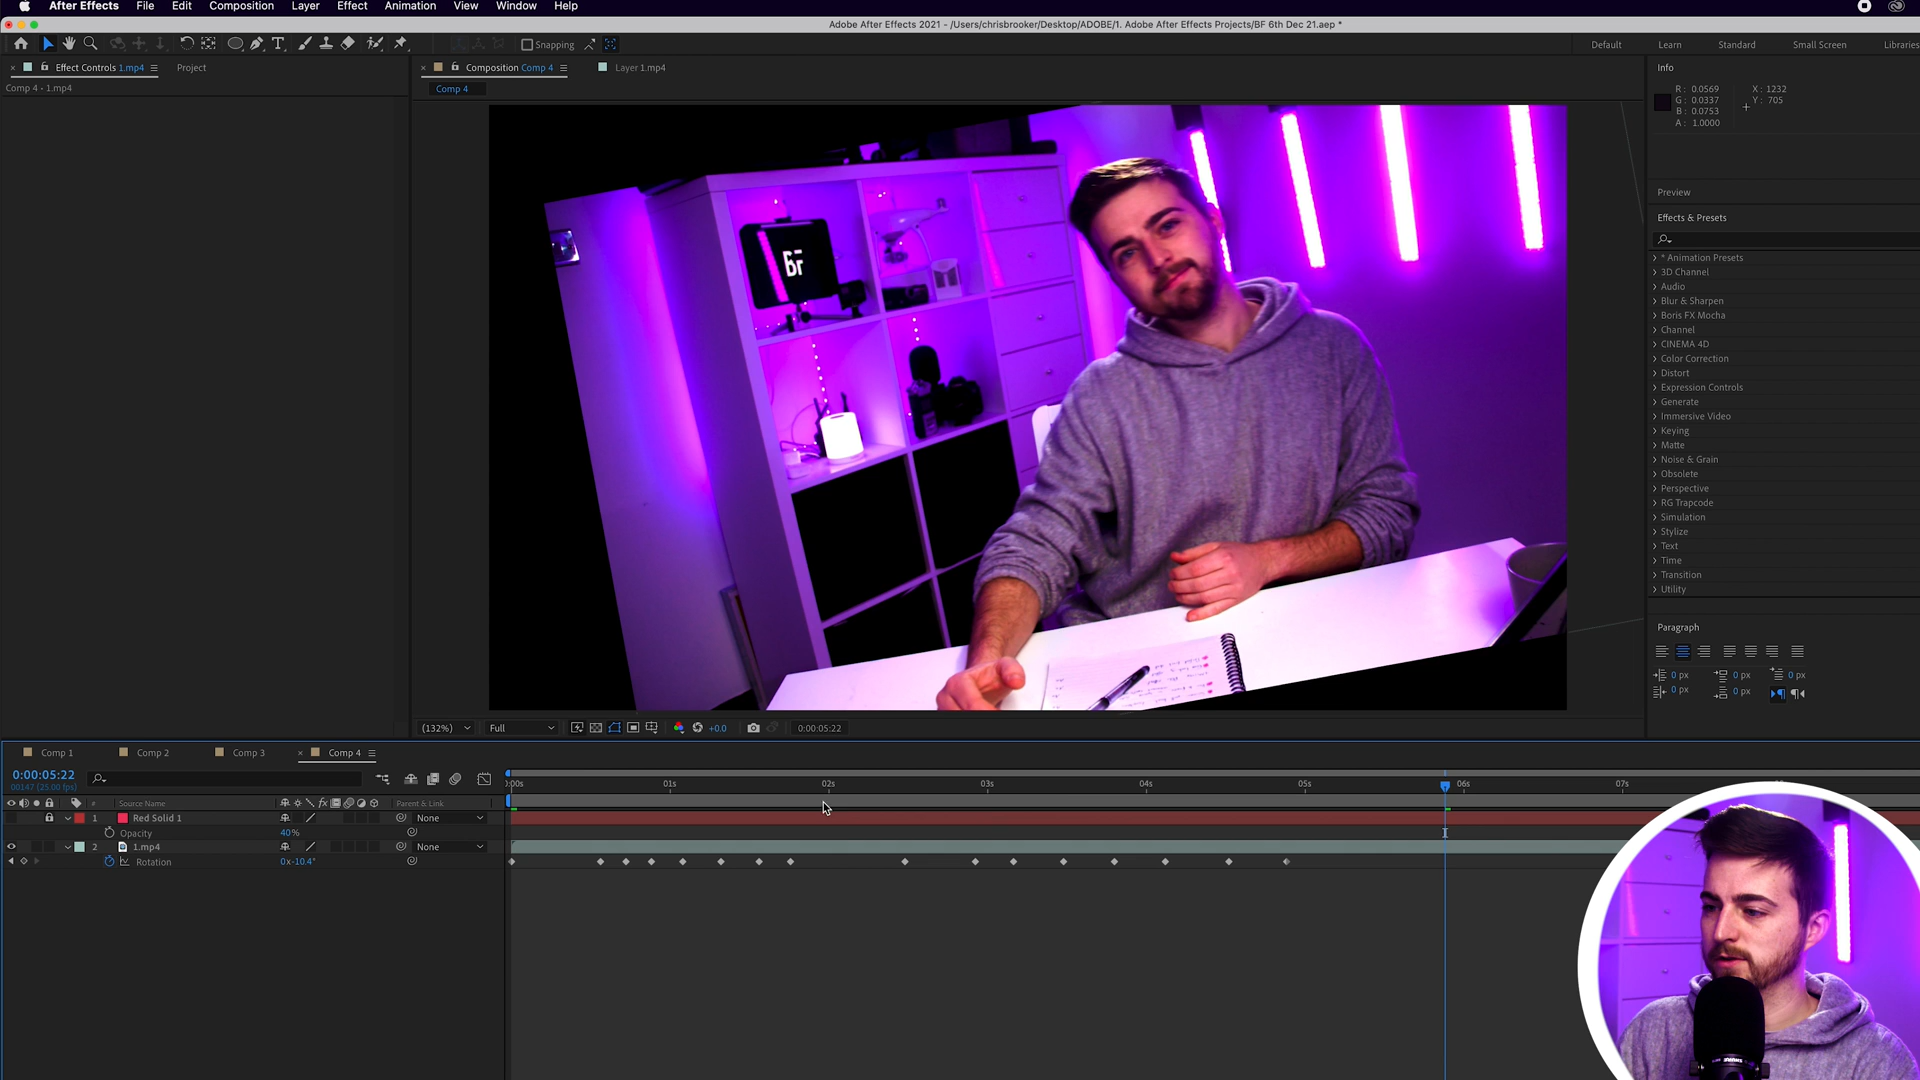 After Effects File Edit Composition Layer Effect Animation View Window Help
Adobe After Effects 2021 - /Users/chrisbrooker/Desktop/ADOBE/1. Adobe After Effects Projects/BF 6th Dec 21.aep *
Snapping Default Learn Standard Small Screen Libraries
Effect Controls 1.mp4 Project Composition Comp 4 Layer 1.mp4 Info
Comp 4 • 1.mp4 Comp 4
R: 0.0569 X: 1232
G: 0.0337 Y: 705
B: 0.0753
A: 1.0000
Preview
Effects & Presets
* Animation Presets
3D Channel
Audio
Blur & Sharpen
Boris FX Mocha
Channel
CINEMA 4D
Color Correction
Distort
Expression Controls
Generate
Immersive Video
Keying
Matte
Noise & Grain
Obsolete
Perspective
RG Trapcode
Simulation
Stylize
Text
Time
Transition
Utility
Paragraph
0 px 0 px 0 px
0 px 0 px
BF
(132%) Full +0.0 0:00:05:22
Comp 1 Comp 2 Comp 3 Comp 4
0:00:05:22
00147 (25.00 fps)
:00s 01s 02s 03s 04s 05s 06s 07s
# Source Name fx Parent & Link
1 Red Solid 1 None
Opacity 40%
2 1.mp4 None
Rotation 0x-10.4°